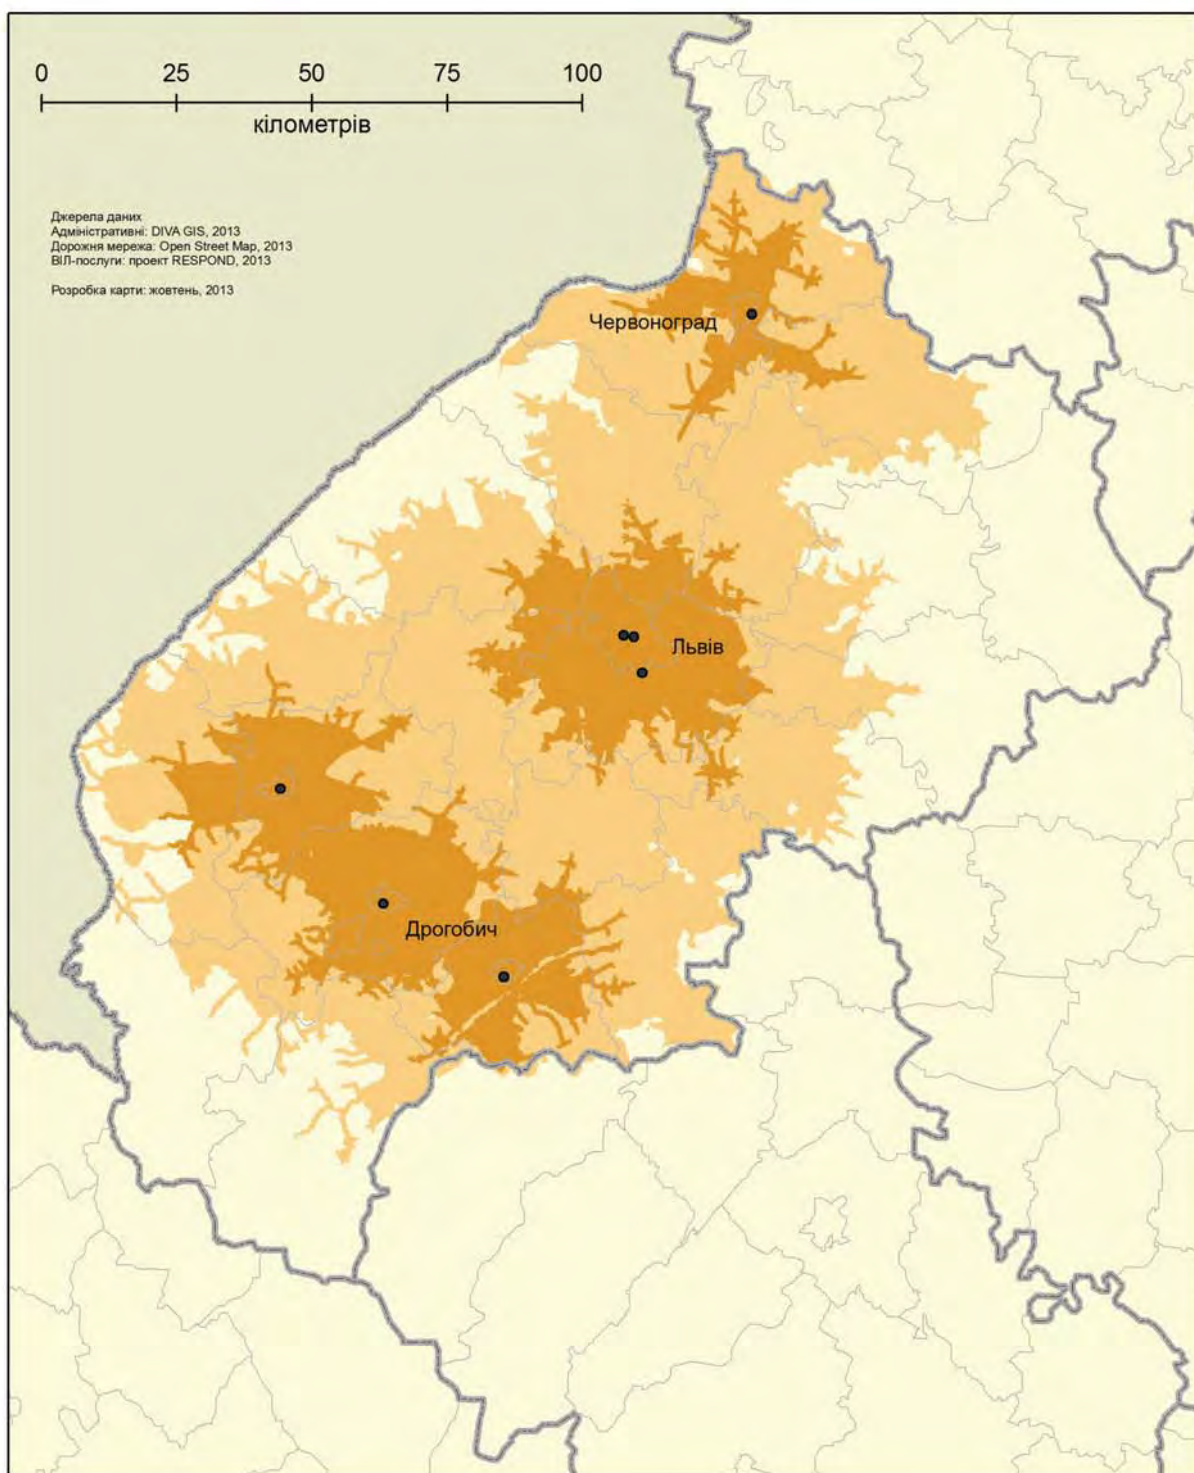 0 25 50 75 100
кілометрів
Джерела даних
Адміністративні: DIVA GIS, 2013
Дорожня мережа: Open Street Map, 2013
ВІЛ-послуги: проект RESPOND, 2013
Розробка карти: жовтень, 2013
Червоноград
Львів
Дрогобич